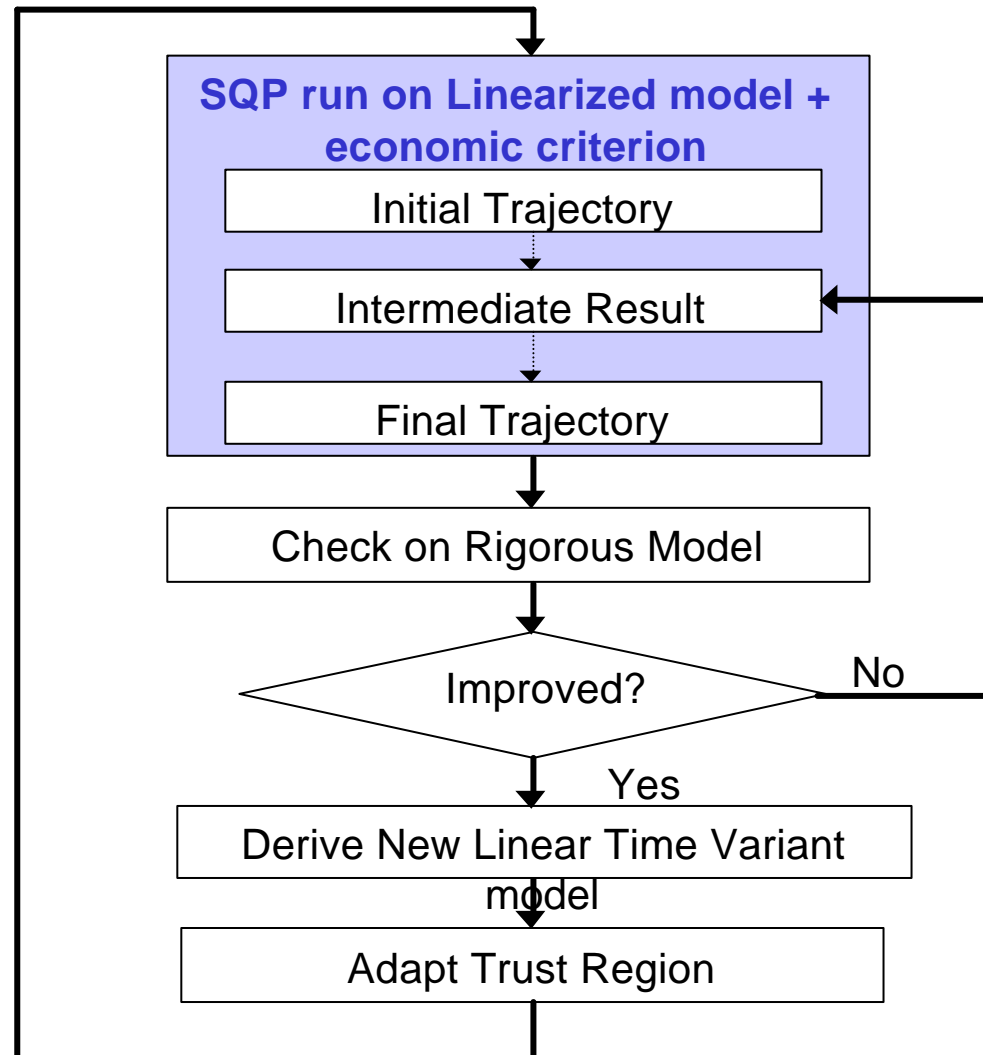 SQP run on Linearized model +
economic criterion
Initial Trajectory
Intermediate Result
Final Trajectory
Check on Rigorous Model
Improved?
No
Yes
Derive New Linear Time Variant
model
Adapt Trust Region